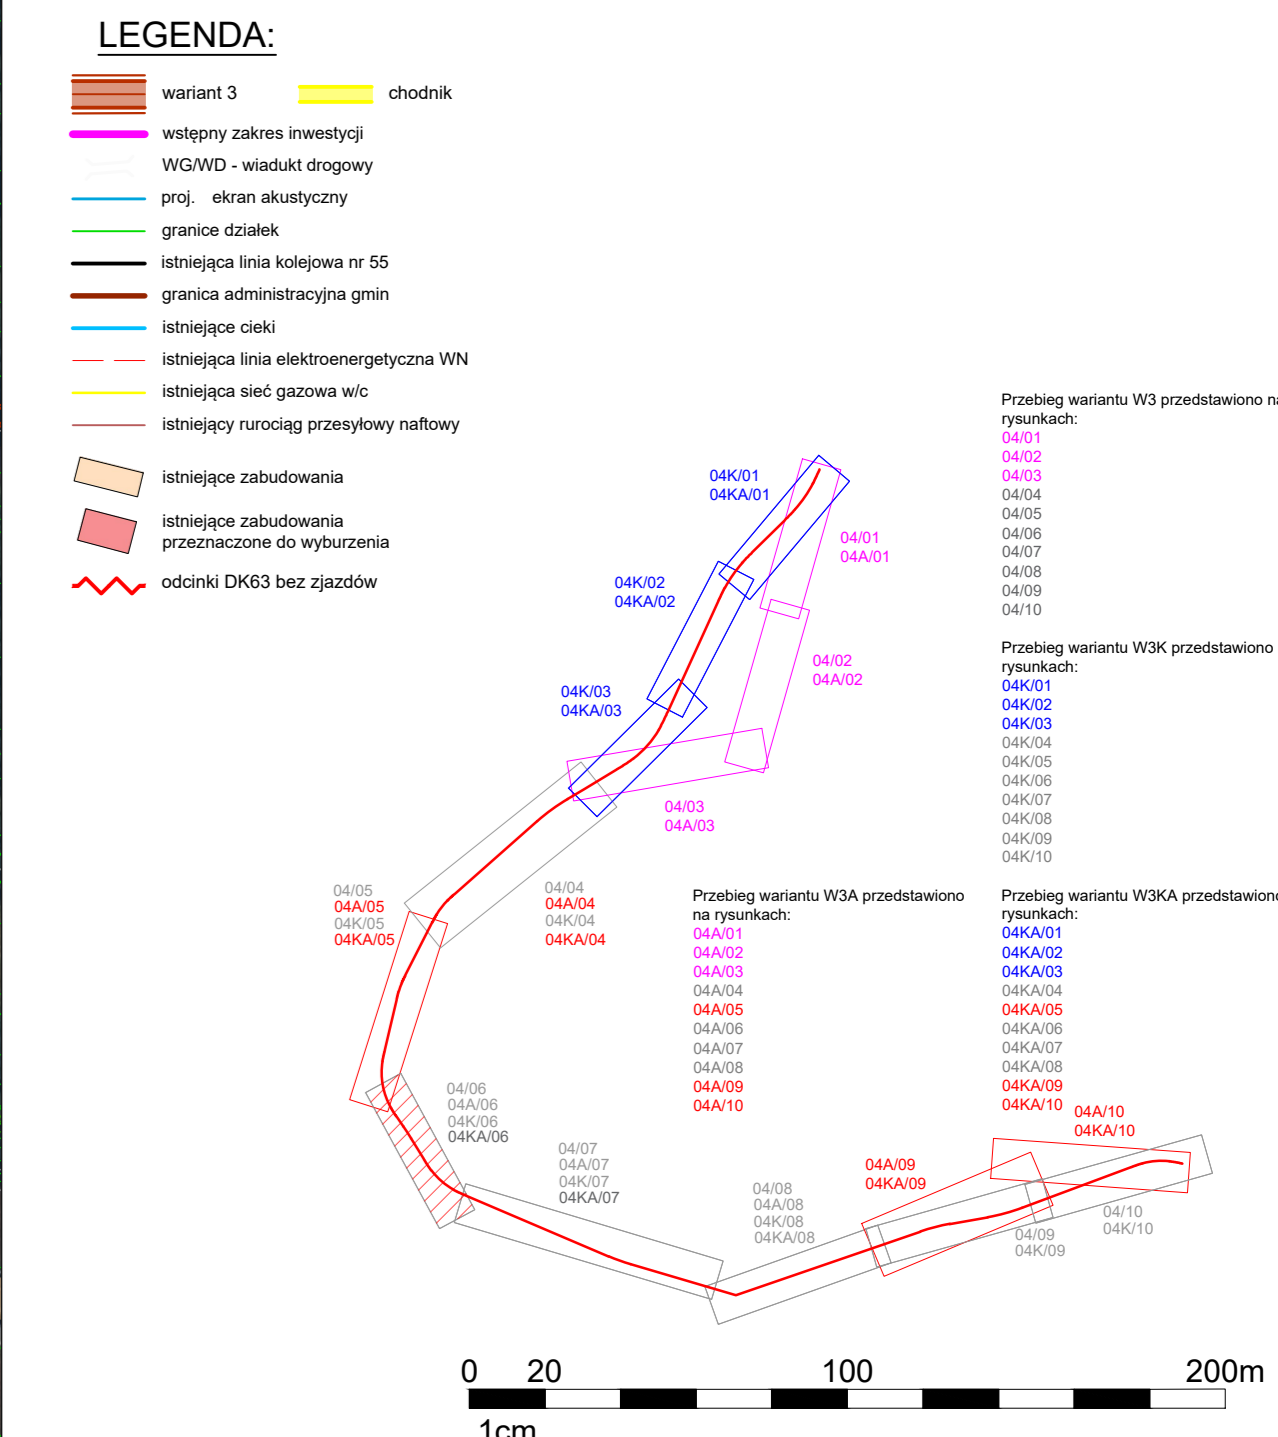 LEGENDA:
wariant 3
chodnik
wstępny zakres inwestycji
WG/WD - wiadukt drogowy
proj. ekran akustyczny
granice działek
istniejąca linia kolejowa nr 55
granica administracyjna gmin
istniejące cieki
istniejąca linia elektroenergetyczna WN
istniejąca sieć gazowa w/c
istniejący rurociąg przesyłowy naftowy
istniejące zabudowania
istniejące zabudowania
przeznaczone do wyburzenia
odcinki DK63 bez zjazdów
04K/01
04KA/01
04/01
04A/01
04K/02
04KA/02
04/02
04A/02
04K/03
04KA/03
04/03
04A/03
04/05
04A/05
04K/05
04KA/05
04/04
04A/04
04K/04
04KA/04
04/06
04A/06
04K/06
04KA/06
04/07
04A/07
04K/07
04KA/07
04/08
04A/08
04K/08
04KA/08
04A/09
04KA/09
04/09
04K/09
04A/10
04KA/10
04/10
04K/10
Przebieg wariantu W3 przedstawiono na
rysunkach:
04/01
04/02
04/03
04/04
04/05
04/06
04/07
04/08
04/09
04/10
Przebieg wariantu W3K przedstawiono
rysunkach:
04K/01
04K/02
04K/03
04K/04
04K/05
04K/06
04K/07
04K/08
04K/09
04K/10
Przebieg wariantu W3A przedstawiono
na rysunkach:
04A/01
04A/02
04A/03
04A/04
04A/05
04A/06
04A/07
04A/08
04A/09
04A/10
Przebieg wariantu W3KA przedstawiono
rysunkach:
04KA/01
04KA/02
04KA/03
04KA/04
04KA/05
04KA/06
04KA/07
04KA/08
04KA/09
04KA/10
0 20 100 200m
1cm